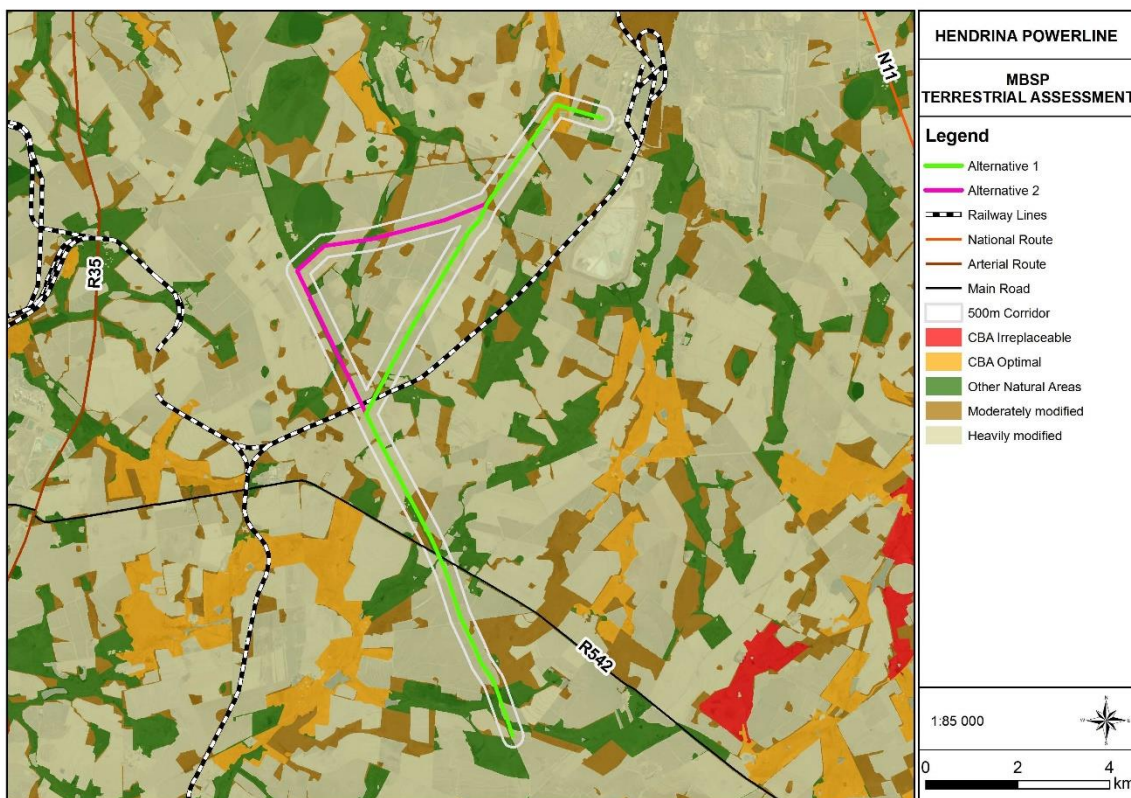 N11
R35
R542
HENDRINA POWERLINE
MBSP
TERRESTRIAL ASSESSMENT
Legend
Alternative 1
Alternative 2
Railway Lines
National Route
Arterial Route
Main Road
500m Corridor
CBA Irreplaceable
CBA Optimal
Other Natural Areas
Moderately modified
Heavily modified
1:85 000
0 2 4
km